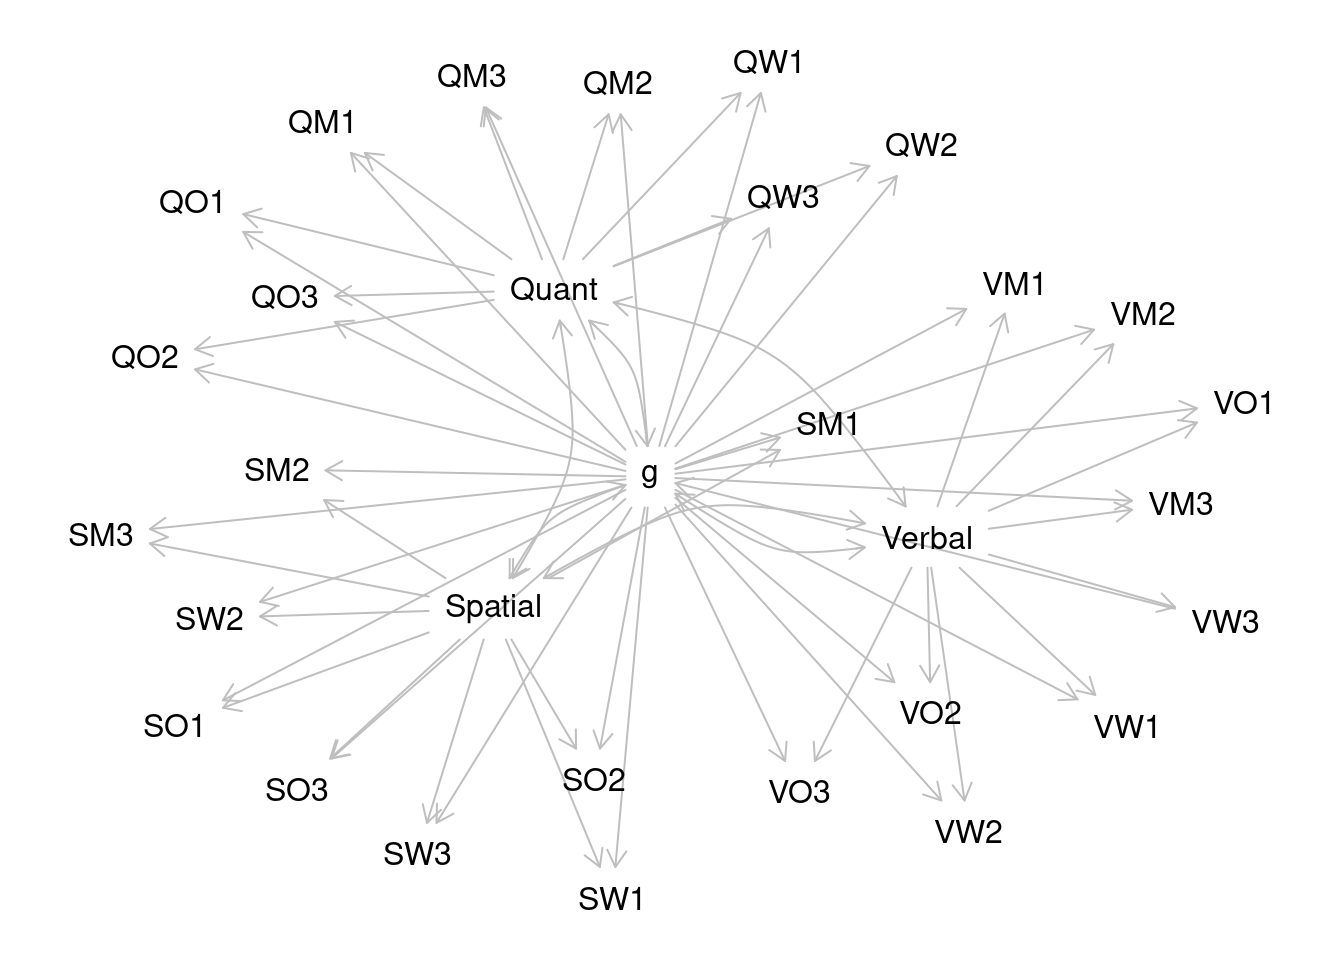 QW1
QM3
QM2
QM1
QW2
QW3
QO1
VM1
Quant
QO3
VM2
QO2
VO1
SM1
SM2
g
VM3
SM3
Verbal
Spatial
SW2
VW3
VO2
SO1
VW1
SO2
SO3
VO3
VW2
SW3
SW1